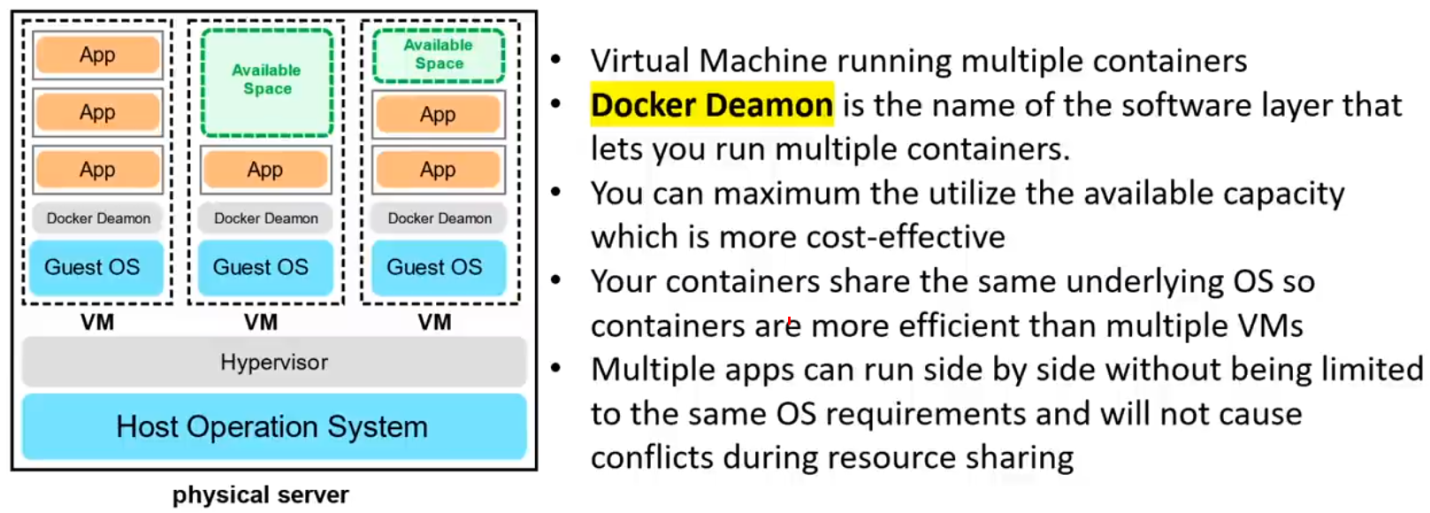 App
App
App
Docker Deamon
Guest OS
VM
Available
Space
App
Docker Deamon
Guest OS
VM
Available
Space
App
App
Docker Deamon
Guest OS
VM
Hypervisor
Host Operation System
physical server
• Virtual Machine running multiple containers
• Docker Deamon is the name of the software layer that
lets you run multiple containers.
• You can maximum the utilize the available capacity
which is more cost-effective
• Your containers share the same underlying OS so
containers are more efficient than multiple VMs
• Multiple apps can run side by side without being limited
to the same OS requirements and will not cause
conflicts during resource sharing